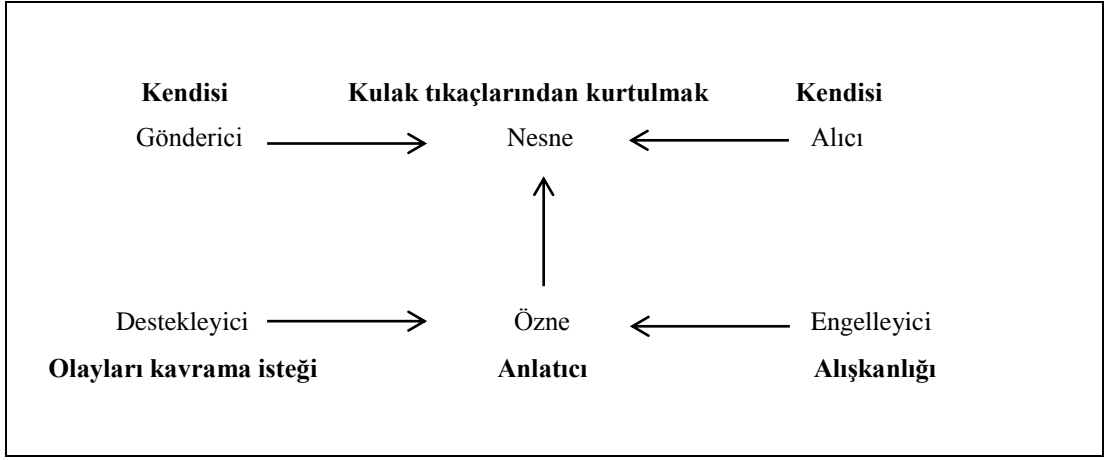 Kendisi Kulak tıkaçlarından kurtulmak Kendisi
Gönderici Nesne Alıcı
Destekleyici Özne Engelleyici
Olayları kavrama isteği Anlatıcı Alışkanlığı